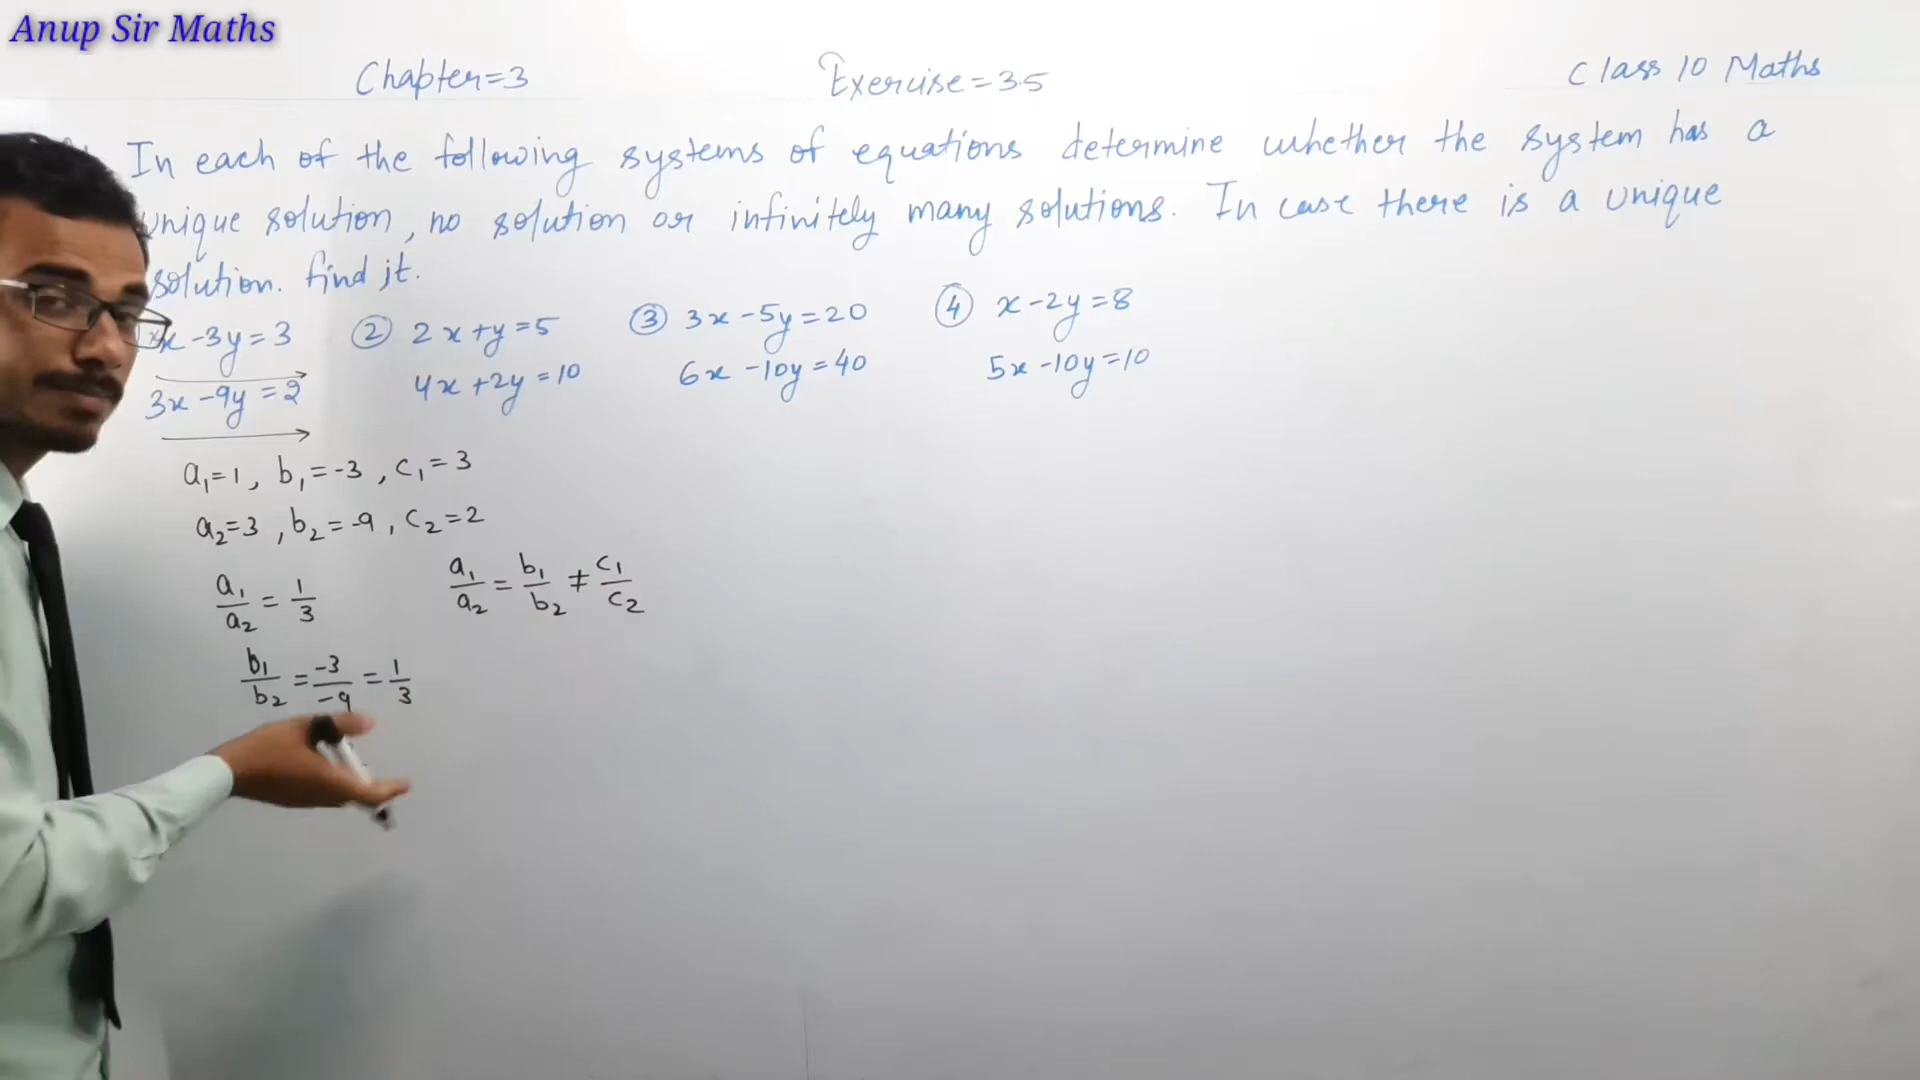 Anup Sir Maths
Chapter=3 Exercise=3.5 Class 10 Maths
In each of the following systems of equations determine whether the system has a
unique solution, no solution or infinitely many solutions. In case there is a unique
solution. find it.
x -3y=3 ② 2x+y=5 ③ 3x-5y=20 ④ x-2y=8
3x-9y=2 4x+2y=10 6x-10y=40 5x-10y=10
a₁=1, b₁=-3, c₁=3
a₂=3, b₂=-9, c₂=2
a₁/a₂ = 1/3 a₁/a₂ = b₁/b₂ ≠ c₁/c₂
b₁/b₂ = -3/-9 = 1/3